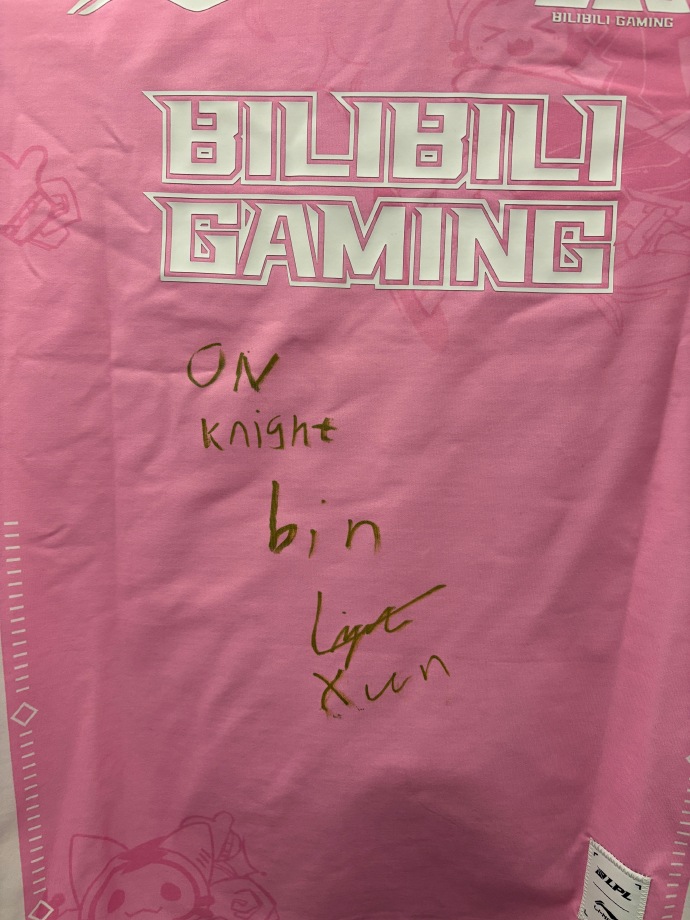 BILIBILI GAMING
BILIBILI
GAMING
ON
knight
bin
Light
Xun
LPL